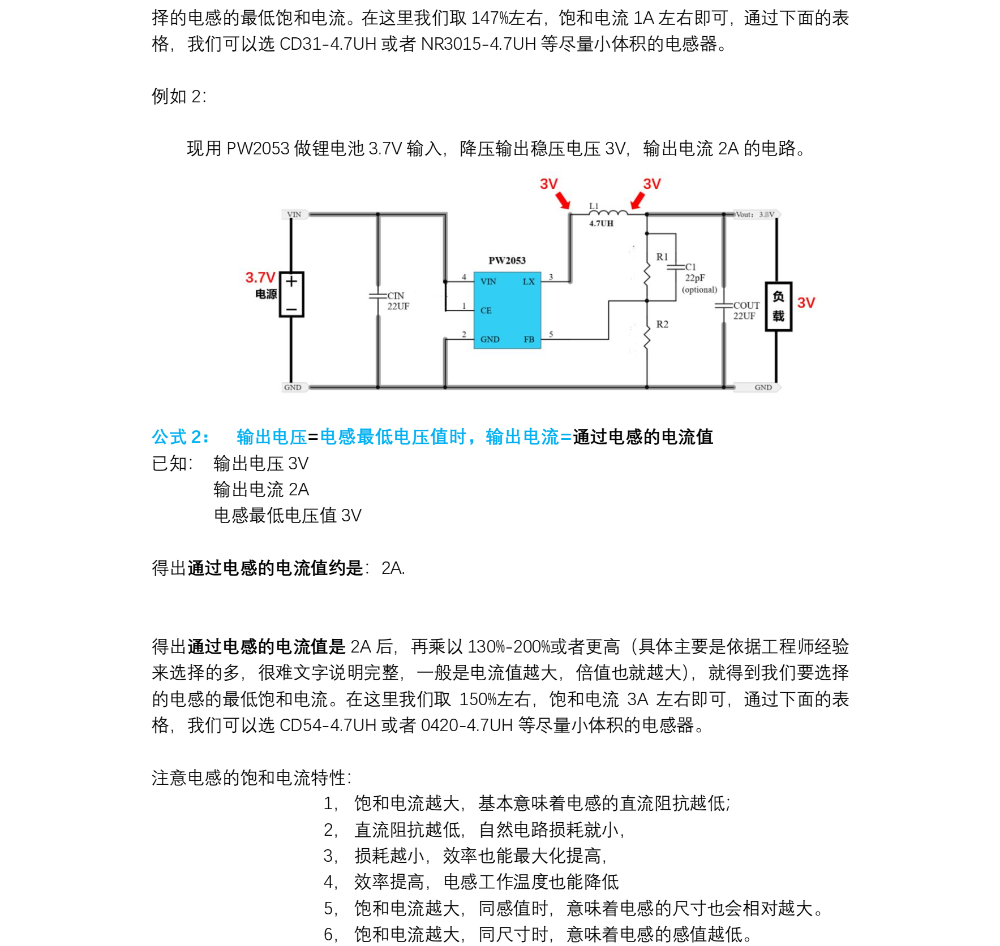 择的电感的最低饱和电流。在这里我们取 147%左右，饱和电流 1A 左右即可，通过下面的表
格，我们可以选 CD31-4.7UH 或者 NR3015-4.7UH 等尽量小体积的电感器。
例如 2：
现用 PW2053 做锂电池 3.7V 输入，降压输出稳压电压 3V，输出电流 2A 的电路。
3V 3V
L1
4.7UH
VIN
Vout: 3.
V
PW2053
R1
C1
22pF
(optional)
3.7V
电源
+
−
CIN
22UF
4 VIN LX 3
1 CE
2 GND FB 5
R2
COUT
22UF
负
载
3V
GND
GND
公式 2： 输出电压=电感最低电压值时，输出电流=通过电感的电流值
已知： 输出电压 3V
输出电流 2A
电感最低电压值 3V
得出通过电感的电流值约是：2A.
得出通过电感的电流值是 2A 后，再乘以 130%-200%或者更高（具体主要是依据工程师经验
来选择的多，很难文字说明完整，一般是电流值越大，倍值也就越大），就得到我们要选择
的电感的最低饱和电流。在这里我们取 150%左右，饱和电流 3A 左右即可，通过下面的表
格，我们可以选 CD54-4.7UH 或者 0420-4.7UH 等尽量小体积的电感器。
注意电感的饱和电流特性：
1， 饱和电流越大，基本意味着电感的直流阻抗越低；
2， 直流阻抗越低，自然电路损耗就小，
3， 损耗越小，效率也能最大化提高，
4， 效率提高，电感工作温度也能降低
5， 饱和电流越大，同感值时，意味着电感的尺寸也会相对越大。
6， 饱和电流越大，同尺寸时，意味着电感的感值越低。